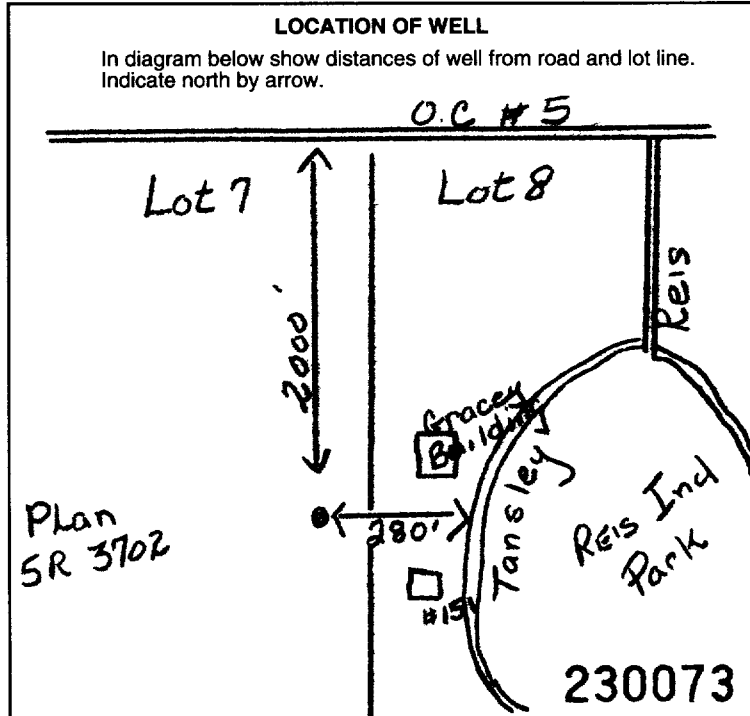 LOCATION OF WELL
In diagram below show distances of well from road and lot line.
Indicate north by arrow.
O.C # 5
Lot 7
Lot 8
2000'
Reis
Gracey
Building
Tansley
280'
Plan
5R 3702
REIS Ind
Park
#151
230073